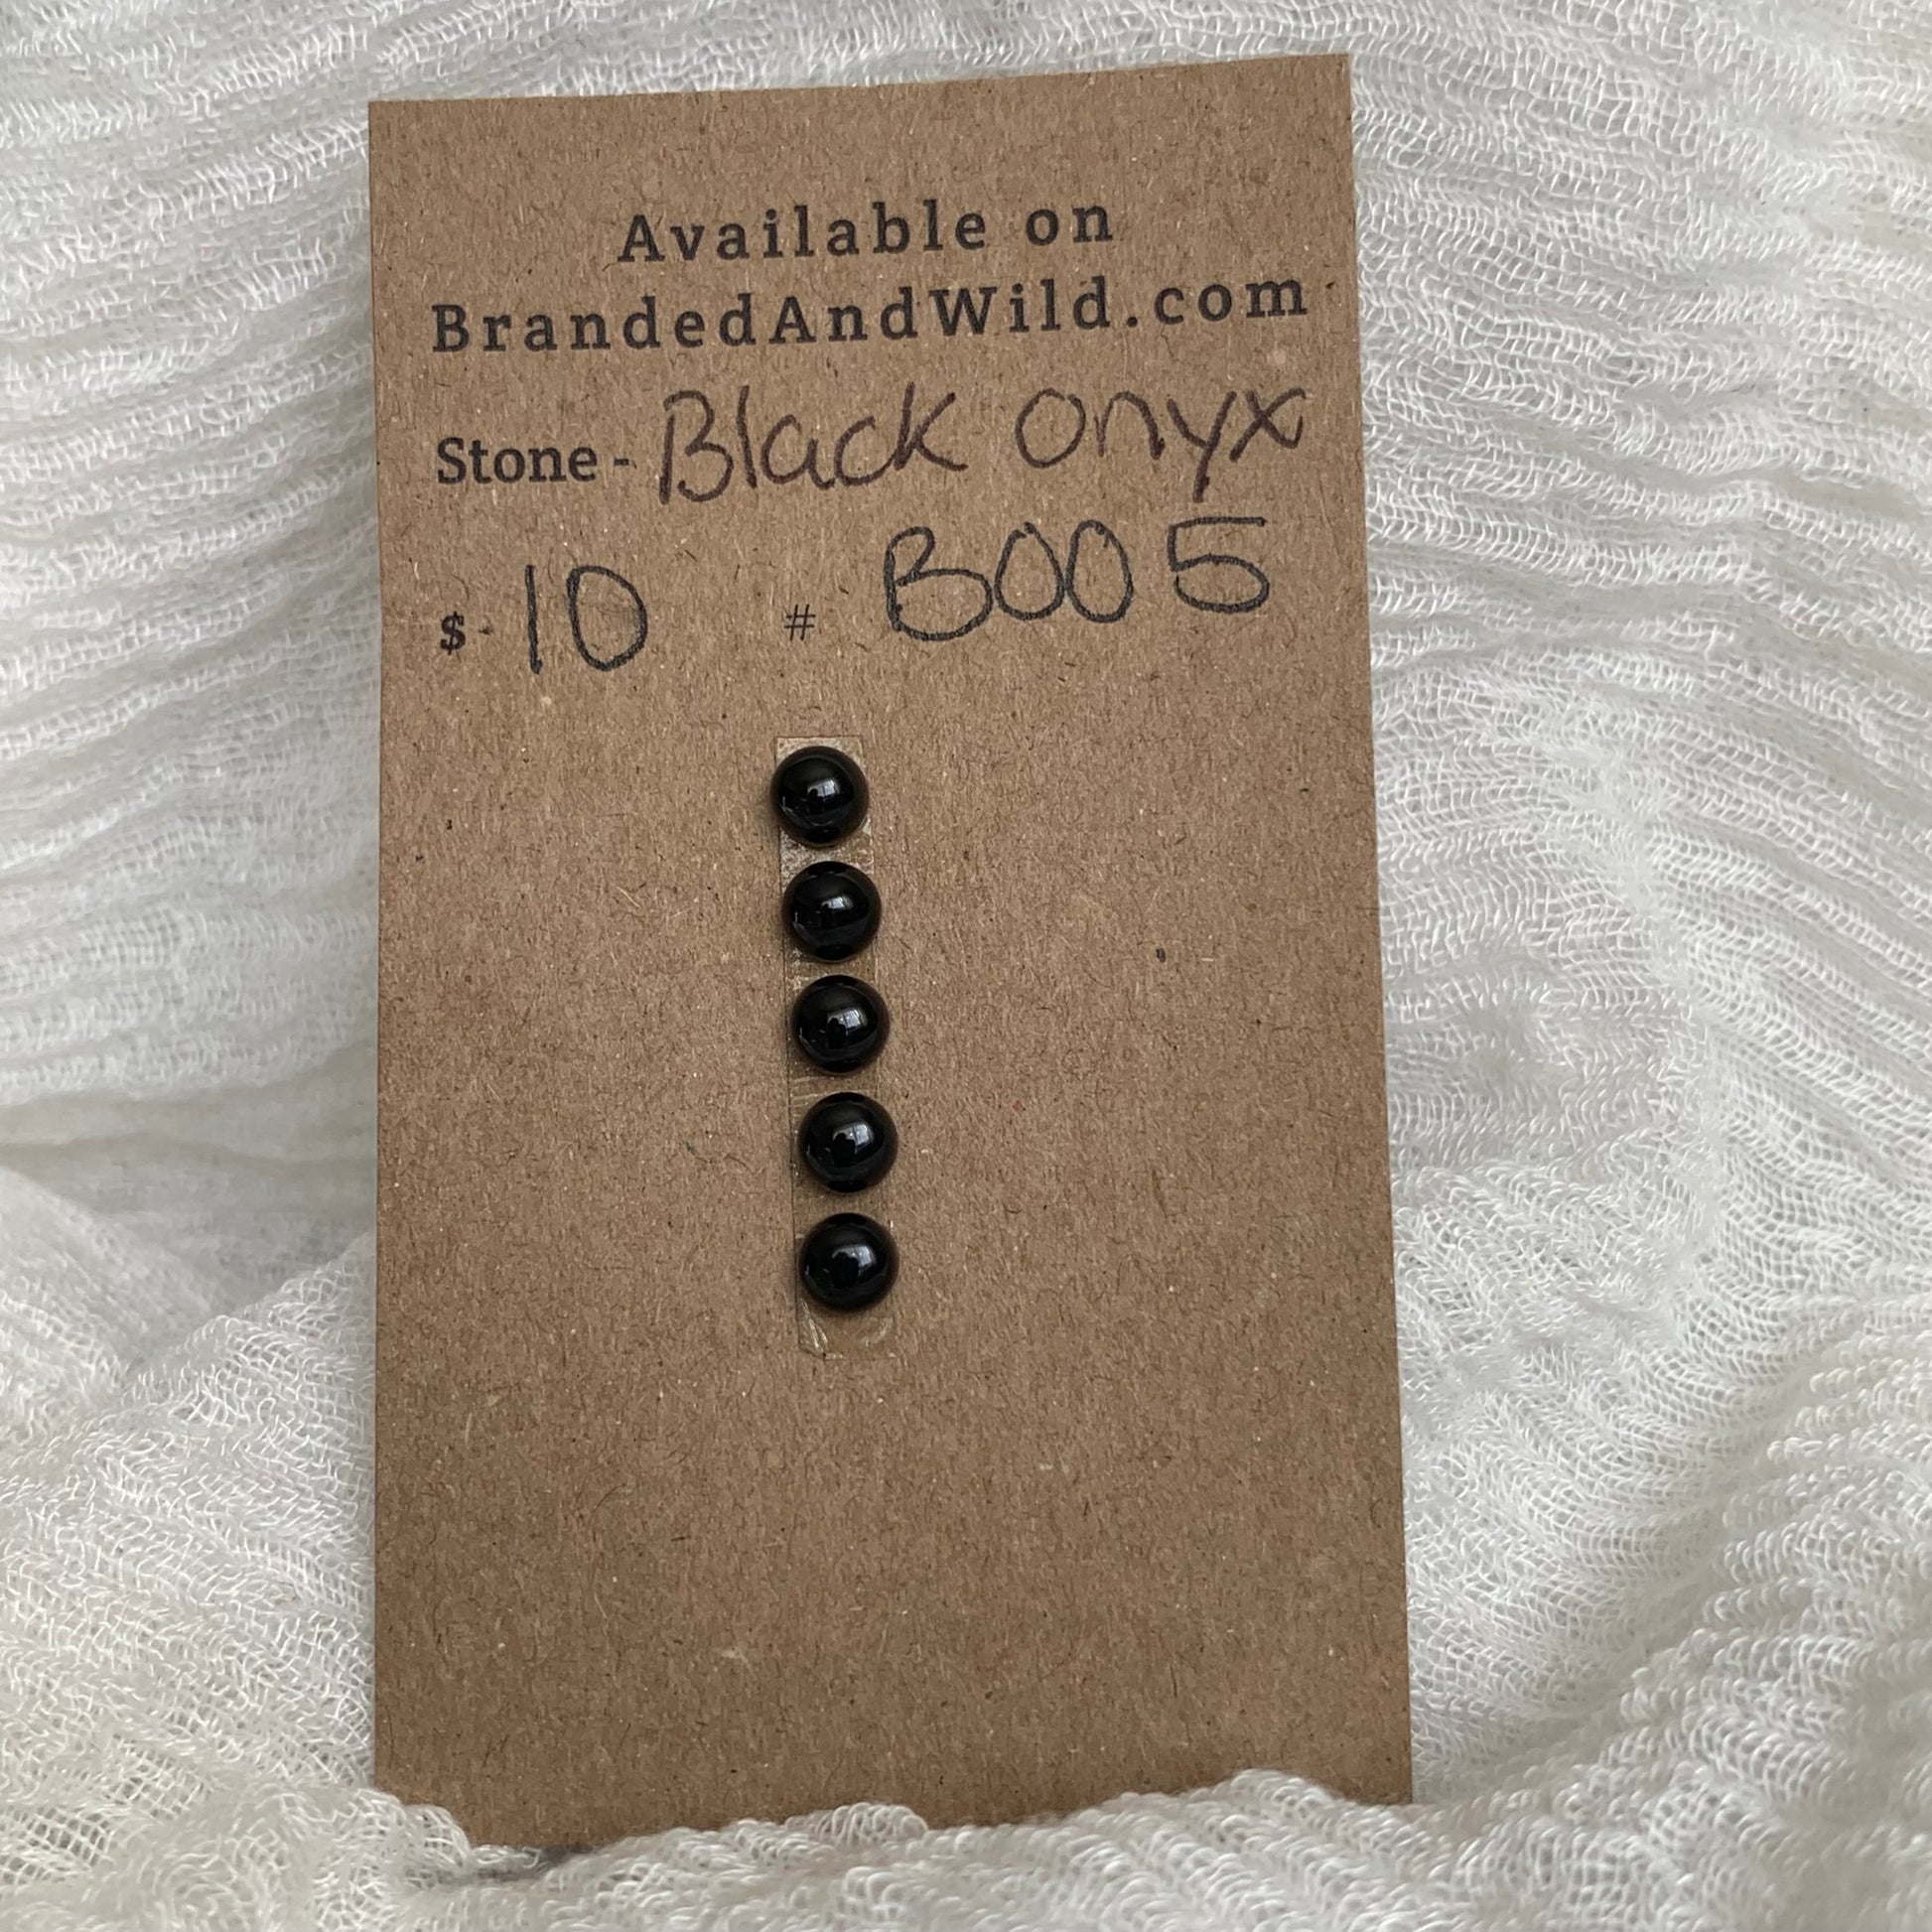 Available on
BrandedAndWild.com
Stone - Black Onyx
$ - 10 # B005